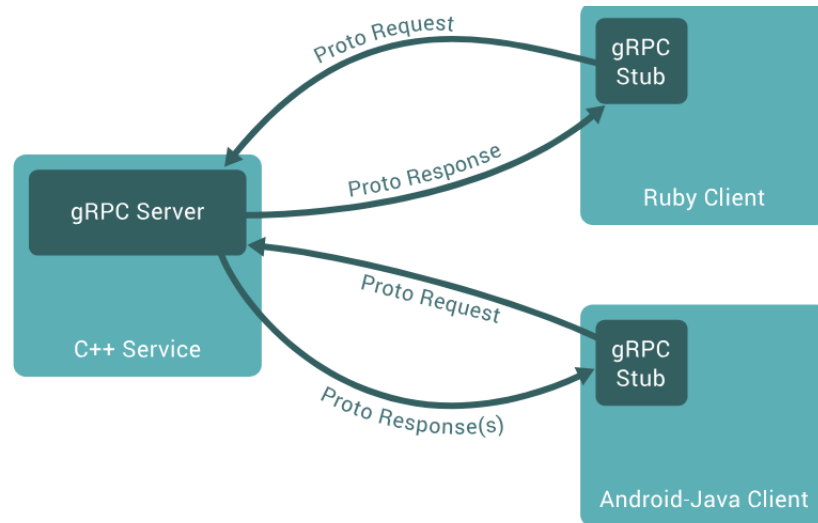 Proto Request
gRPC
Stub
Ruby Client
Proto Response
gRPC Server
C++ Service
Proto Request
gRPC
Stub
Android-Java Client
Proto Response(s)